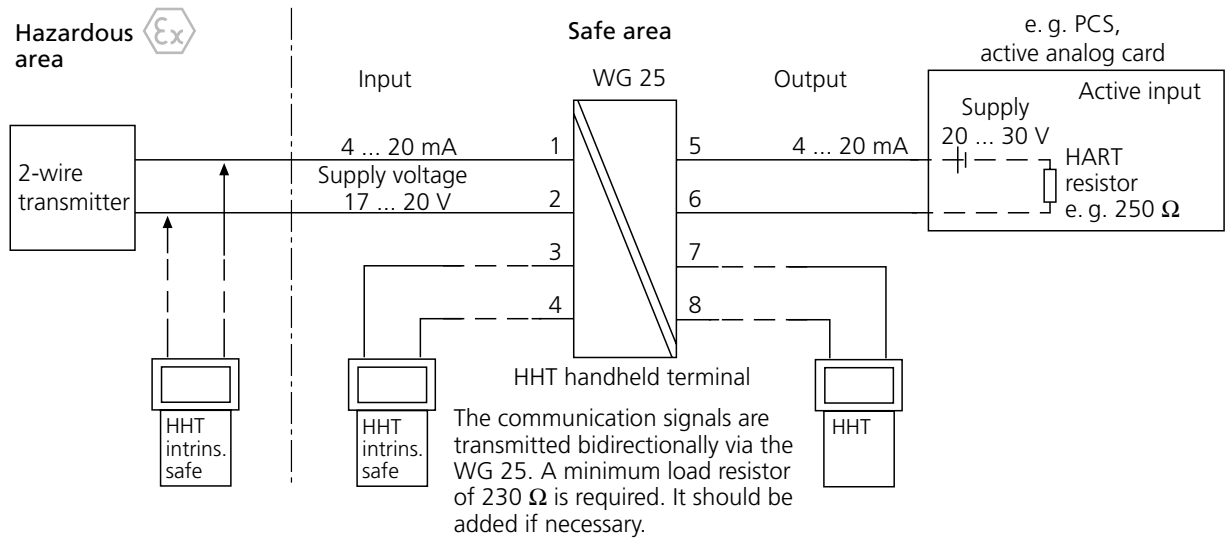 Hazardous
area
Ex
Safe area
e. g. PCS,
active analog card
Input
WG 25
Output
Active input
Supply
20 ... 30 V
2-wire
transmitter
4 ... 20 mA
1
5
4 ... 20 mA
Supply voltage
17 ... 20 V
2
6
HART
resistor
e. g. 250 Ω
3
7
4
8
HHT handheld terminal
HHT
intrins.
safe
HHT
intrins.
safe
The communication signals are
transmitted bidirectionally via the
WG 25. A minimum load resistor
of 230 Ω is required. It should be
added if necessary.
HHT